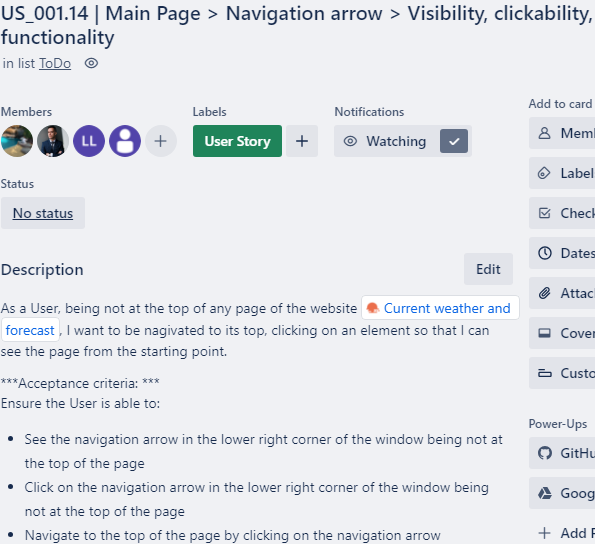 US_001.14 | Main Page > Navigation arrow > Visibility, clickability,
functionality
in list ToDo
Members
Labels
Notifications
LL
User Story
Watching
Status
No status
Description
Edit
As a User, being not at the top of any page of the website Current weather and
forecast , I want to be nagivated to its top, clicking on an element so that I can
see the page from the starting point.
***Acceptance criteria: ***
Ensure the User is able to:
• See the navigation arrow in the lower right corner of the window being not at
the top of the page
• Click on the navigation arrow in the lower right corner of the window being
not at the top of the page
• Navigate to the top of the page by clicking on the navigation arrow
Add to card
Mem
Label
Check
Dates
Attac
Cover
Custo
Power-Ups
GitHu
Goog
Add P